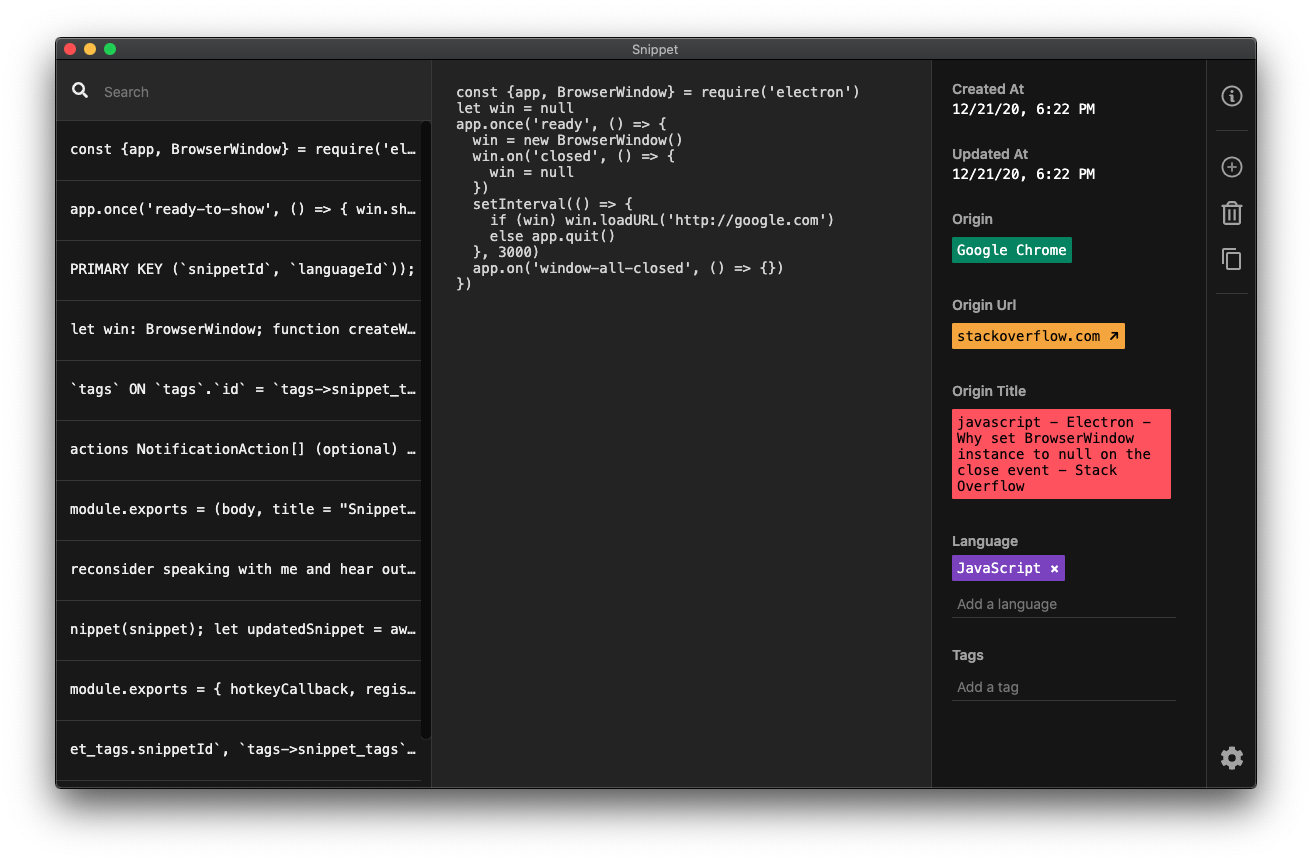 Snippet
Search
const {app, BrowserWindow} = require('el…
app.once('ready-to-show', () => { win.sh…
PRIMARY KEY (`snippetId`, `languageId`));
let win: BrowserWindow; function createW…
`tags` ON `tags`.`id` = `tags->snippet_t…
actions NotificationAction[] (optional) …
module.exports = (body, title = "Snippet…
reconsider speaking with me and hear out…
nippet(snippet); let updatedSnippet = aw…
module.exports = { hotkeyCallback, regis…
et_tags.snippetId`, `tags->snippet_tags`…
const {app, BrowserWindow} = require('electron')
let win = null
app.once('ready', () => {
  win = new BrowserWindow()
  win.on('closed', () => {
    win = null
  })
  setInterval(() => {
    if (win) win.loadURL('http://google.com')
    else app.quit()
  }, 3000)
  app.on('window-all-closed', () => {})
})
Created At
12/21/20, 6:22 PM
Updated At
12/21/20, 6:22 PM
Origin
Google Chrome
Origin Url
stackoverflow.com ↗
Origin Title
javascript – Electron –
Why set BrowserWindow
instance to null on the
close event – Stack
Overflow
Language
JavaScript ×
Add a language
Tags
Add a tag